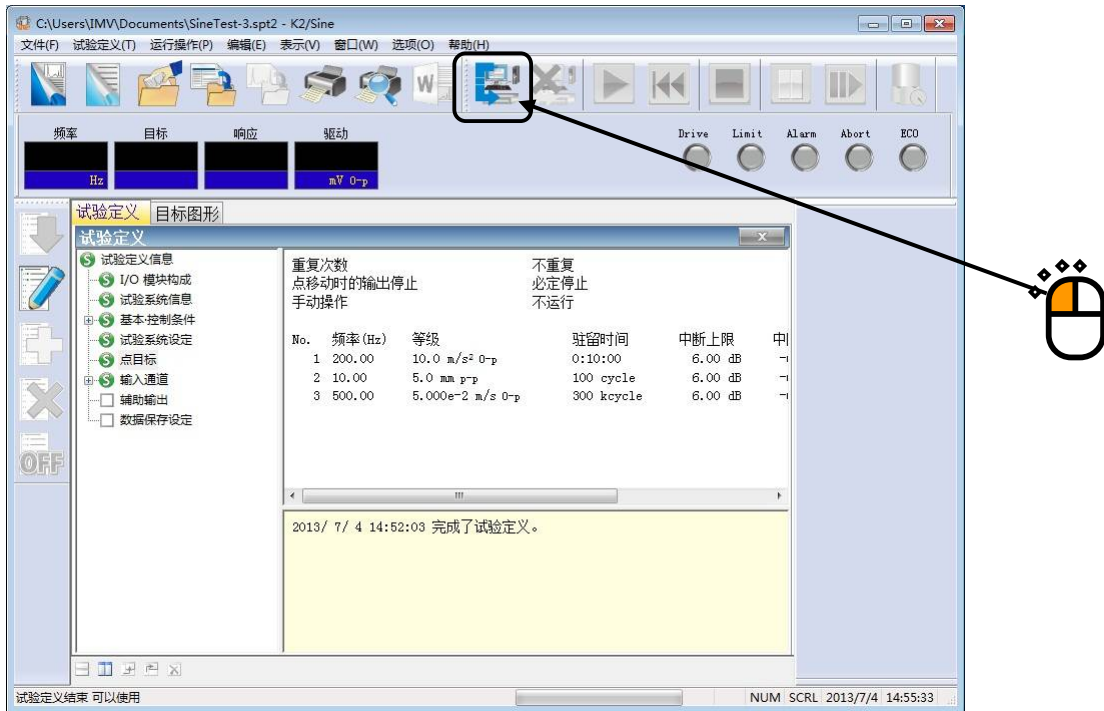 C:\Users\IMV\Documents\SineTest-3.spt2 - K2/Sine
文件(F) 试验定义(T) 运行操作(P) 编辑(E) 表示(V) 窗口(W) 选项(O) 帮助(H)
W
频率 目标 响应 驱动 Drive Limit Alarm Abort ECO
Hz mV 0-p
试验定义 目标图形
试验定义
试验定义信息
I/O 模块构成
试验系统信息
基本·控制条件
试验系统设定
点目标
输入通道
辅助输出
数据保存设定
OFF
重复次数 不重复
点移动时的输出停止 必定停止
手动操作 不运行
No. 频率(Hz) 等级 驻留时间 中断上限 中
1 200.00 10.0 m/s² 0-p 0:10:00 6.00 dB
2 10.00 5.0 mm p-p 100 cycle 6.00 dB
3 500.00 5.000e-2 m/s 0-p 300 kcycle 6.00 dB
2013/ 7/ 4 14:52:03 完成了试验定义。
试验定义结束 可以使用 NUM SCRL 2013/7/4 14:55:33